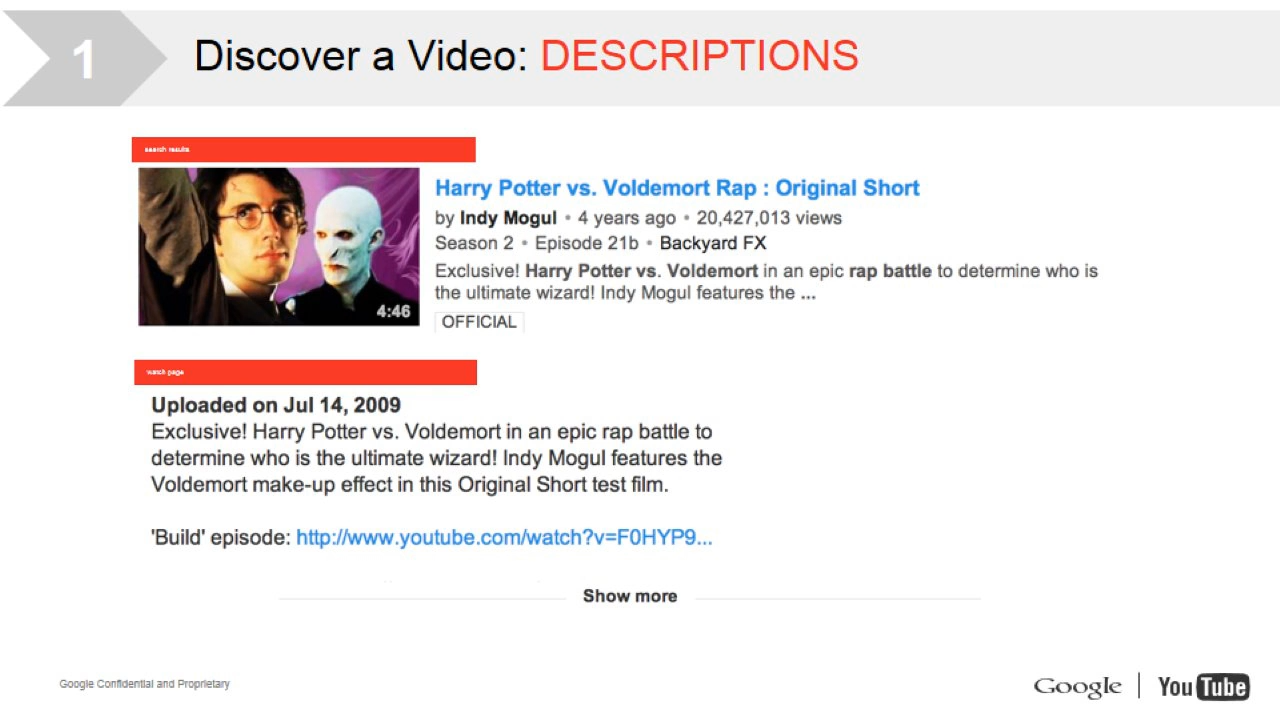 1
Discover a Video: DESCRIPTIONS
search results
Harry Potter vs. Voldemort Rap : Original Short
by Indy Mogul • 4 years ago • 20,427,013 views
Season 2 • Episode 21b • Backyard FX
Exclusive! Harry Potter vs. Voldemort in an epic rap battle to determine who is
the ultimate wizard! Indy Mogul features the ...
4:46
OFFICIAL
watch page
Uploaded on Jul 14, 2009
Exclusive! Harry Potter vs. Voldemort in an epic rap battle to
determine who is the ultimate wizard! Indy Mogul features the
Voldemort make-up effect in this Original Short test film.
'Build' episode: http://www.youtube.com/watch?v=F0HYP9...
Show more
Google Confidential and Proprietary
Google | YouTube